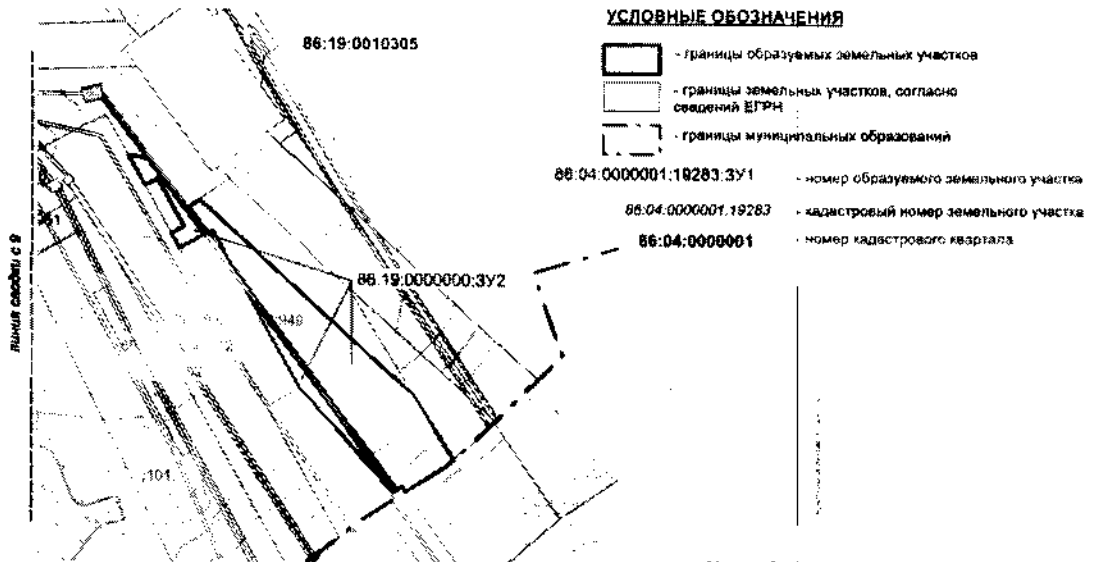 УСЛОВНЫЕ ОБОЗНАЧЕНИЯ
86:19:0010305
- границы образуемых земельных участков
- границы земельных участков, согласно
сведений ЕГРН
- границы муниципальных образований
86:04:0000001:19283:ЗУ1 - номер образуемого земельного участка
86:04:0000001:19283 - кадастровый номер земельного участка
86:04:0000001 - номер кадастрового квартала
линия сводки с 9
86:19:0000000:ЗУ2
:940
:101